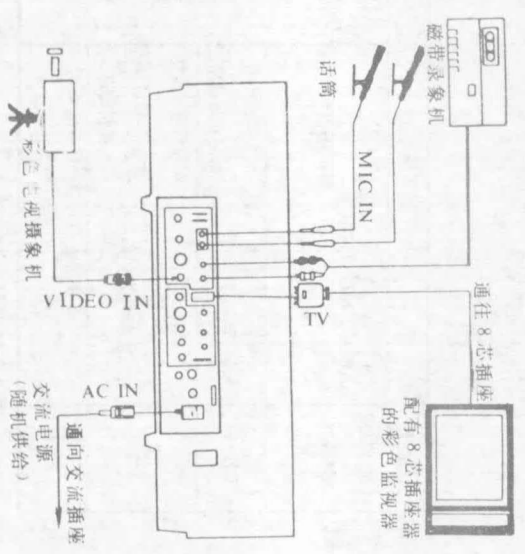 磁带录象机
话筒
MIC IN
彩色电视摄象机
VIDEO IN
TV
通往8芯插座
配有8芯插座器
的彩色监视器
AC IN
通向交流插座
交流电源
(随机供给)